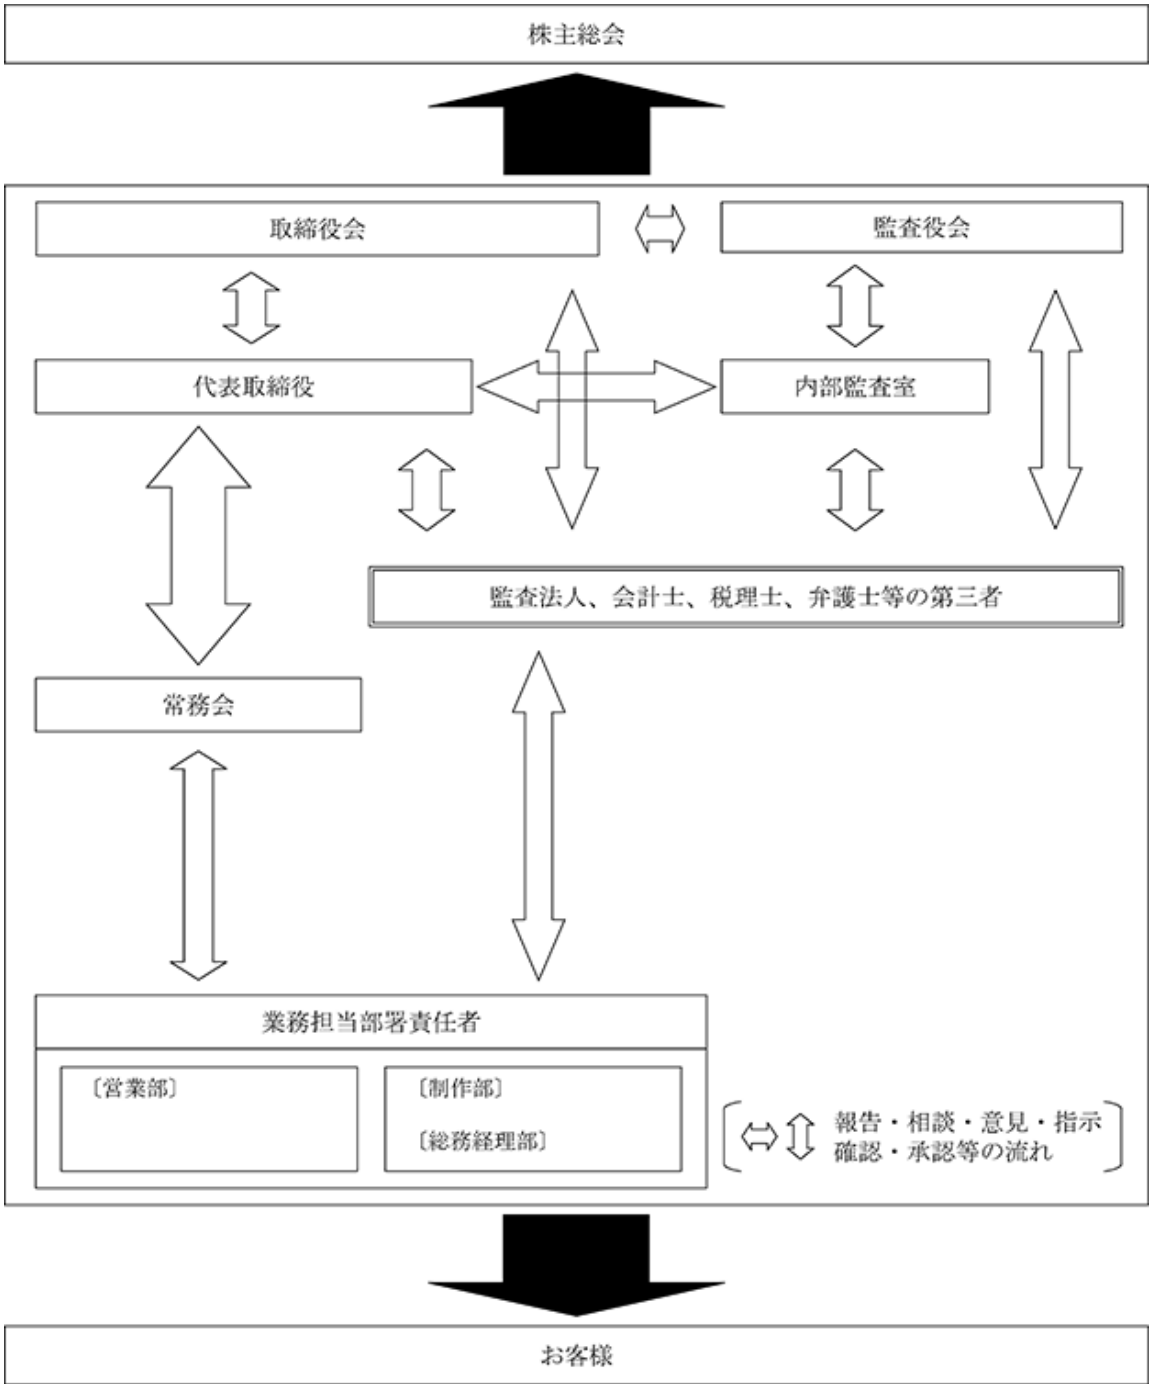 株主総会
取締役会
監査役会
代表取締役
内部監査室
監査法人、会計士、税理士、弁護士等の第三者
常務会
業務担当部署責任者
〔営業部〕
〔制作部〕
〔総務経理部〕
報告・相談・意見・指示
確認・承認等の流れ
お客様